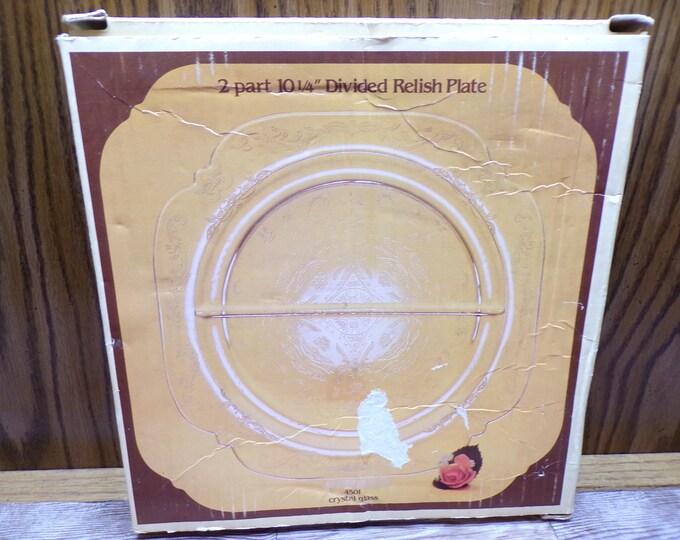 2 part 10 1/4" Divided Relish Plate
4501
crystal glass